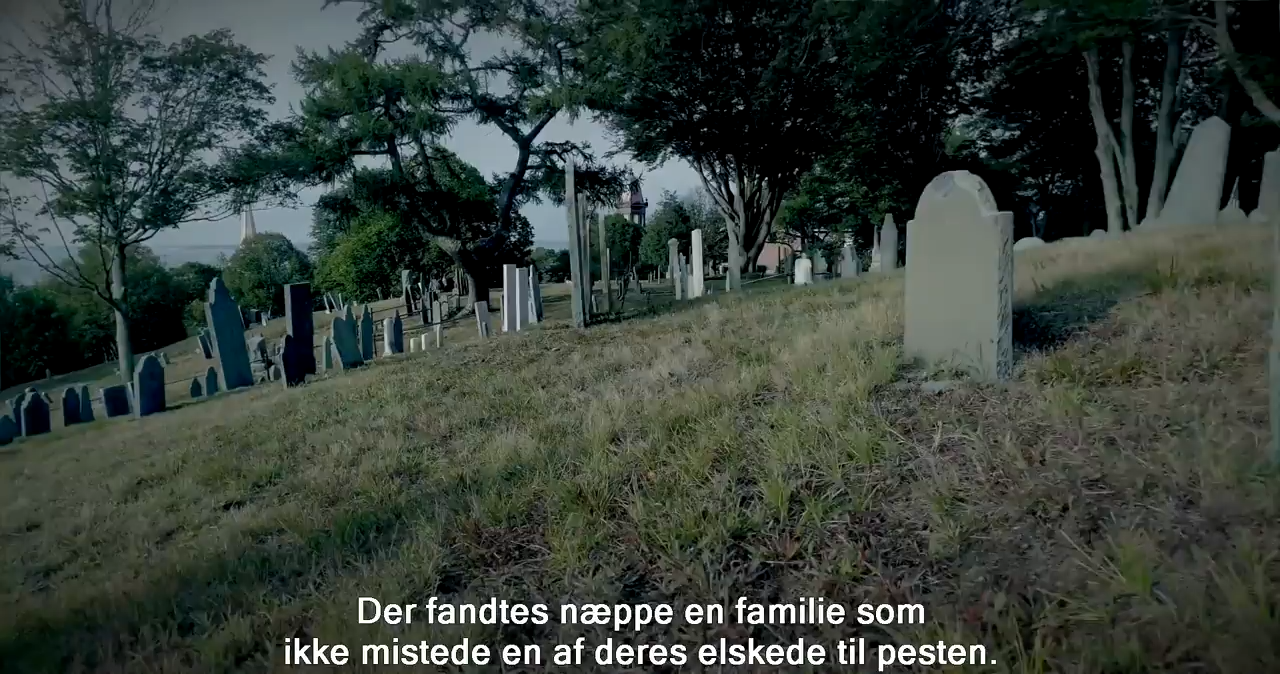 Der fandtes næppe en familie som
ikke mistede en af deres elskede til pesten.